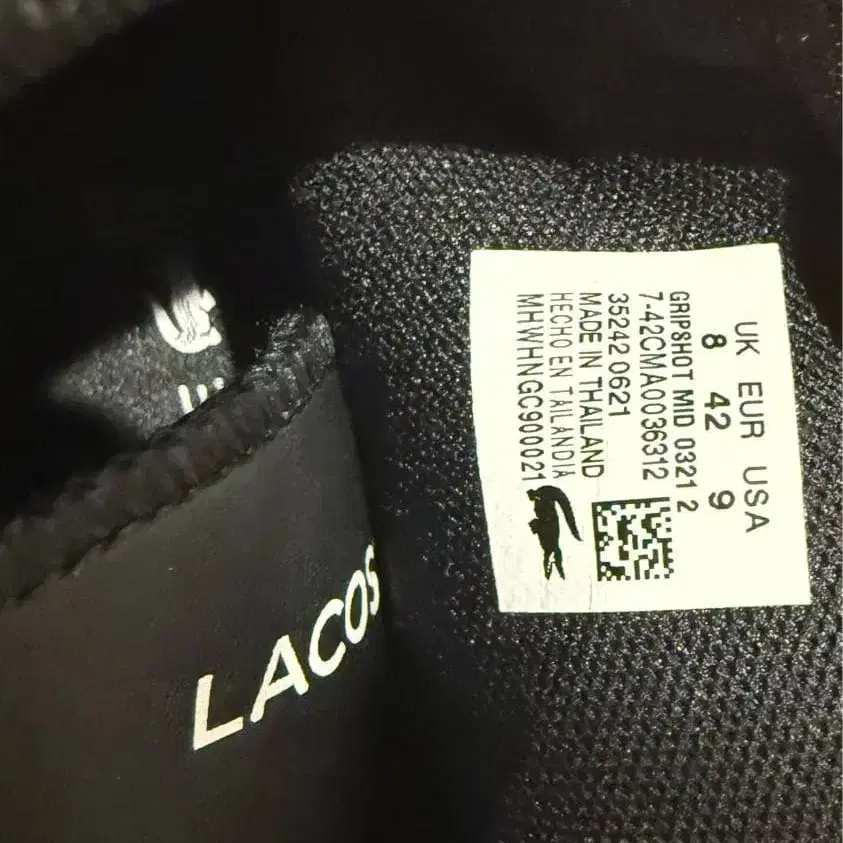 UK EUR USA
8 42 9
GRIPSHOT MID 0321 2
7-42CMA0036312
35242 0621
MADE IN THAILAND
HECHO EN TAILANDIA
MHWHNGC900021
LACOS